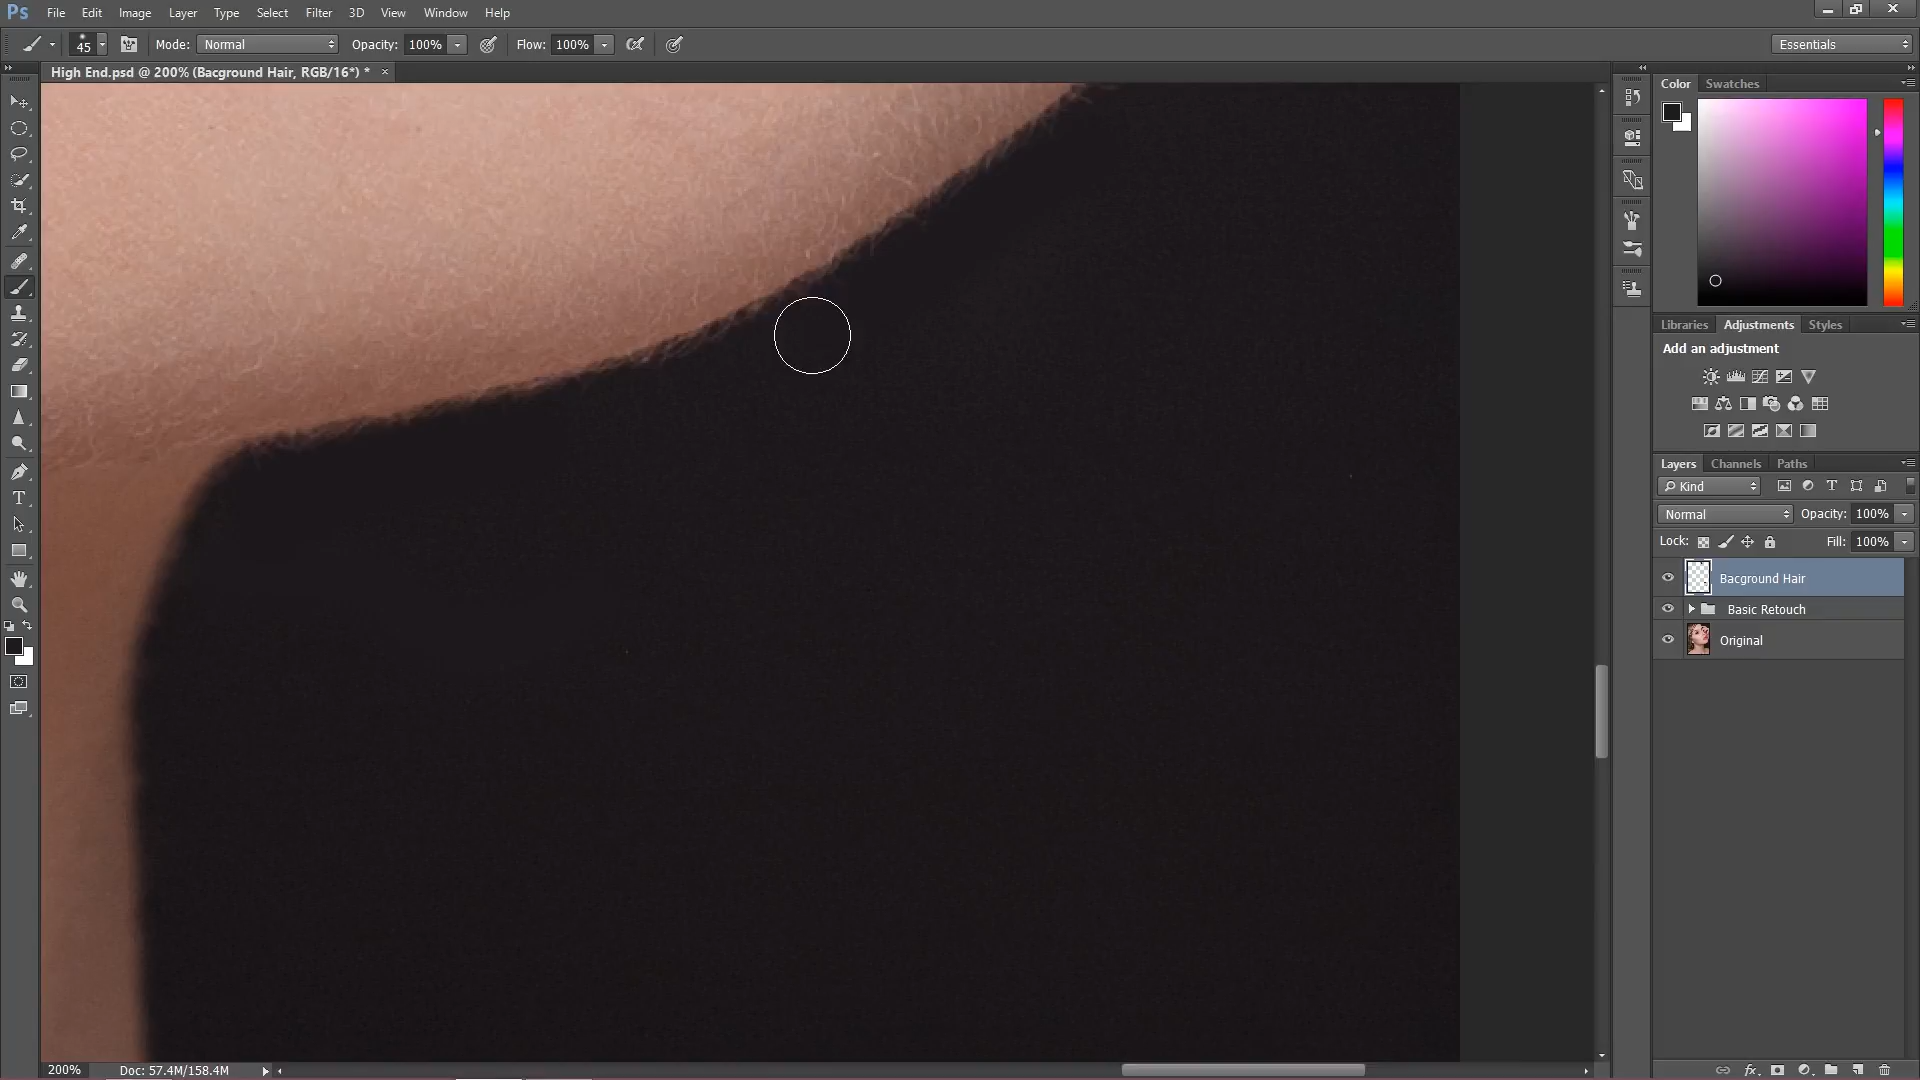 Ps File Edit Image Layer Type Select Filter 3D View Window Help
45 Mode: Normal Opacity: 100% Flow: 100% Essentials
High End.psd @ 200% (Bacground Hair, RGB/16*) * ×
Color Swatches
Libraries Adjustments Styles
Add an adjustment
Layers Channels Paths
Kind
Normal Opacity: 100%
Lock: Fill: 100%
Bacground Hair
Basic Retouch
Original
200% Doc: 57.4M/158.4M